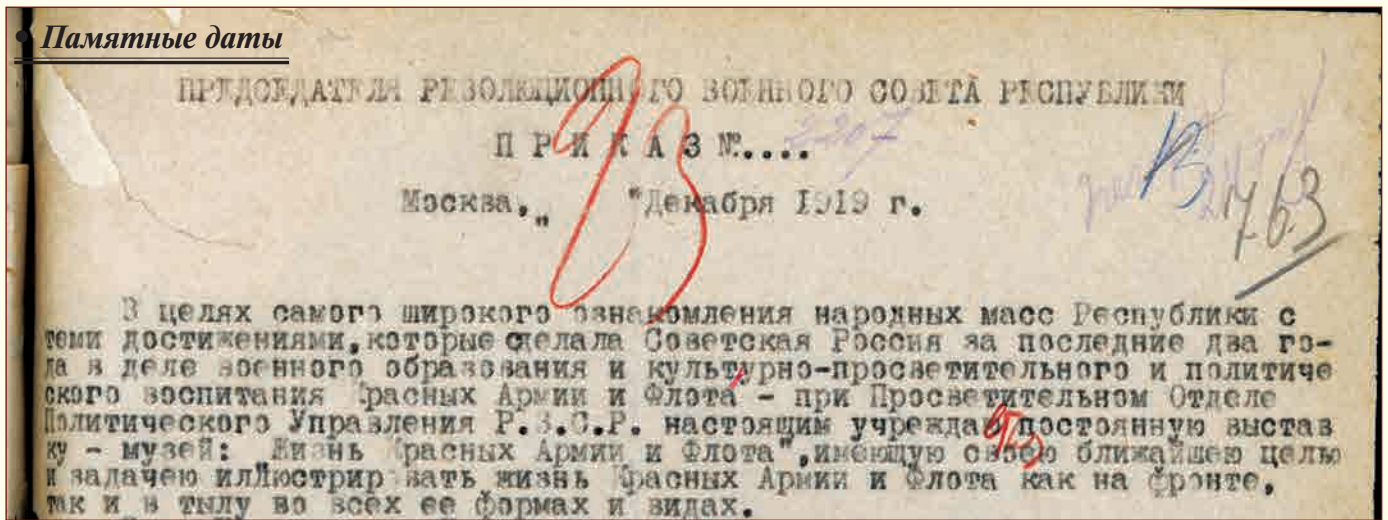 • Памятные даты
ПРЕДСЕДАТЕЛЯ РЕВОЛЮЦИОННОГО ВОЕННОГО СОВЕТА РЕСПУБЛИКИ
2207
П Р И К А З №....
23
Москва, " "Декабря 1919 г.
763
В целях самого широкого ознакомления народных масс Республики с
теми достижениями, которые сделала Советская Россия за последние два го-
да в деле военного образования и культурно-просветительного и политиче
ского воспитания Красных Армии и Флота - при Просветительном Отделе
Политического Управления Р.В.С.Р. настоящим учреждаю постоянную выстав
ку - музей: Жизнь Красных Армии и Флота", имеющую своею ближайшею целью
и задачею иллюстрировать жизнь Красных Армии и Флота как на фронте,
так и в тылу во всех ее формах и видах.